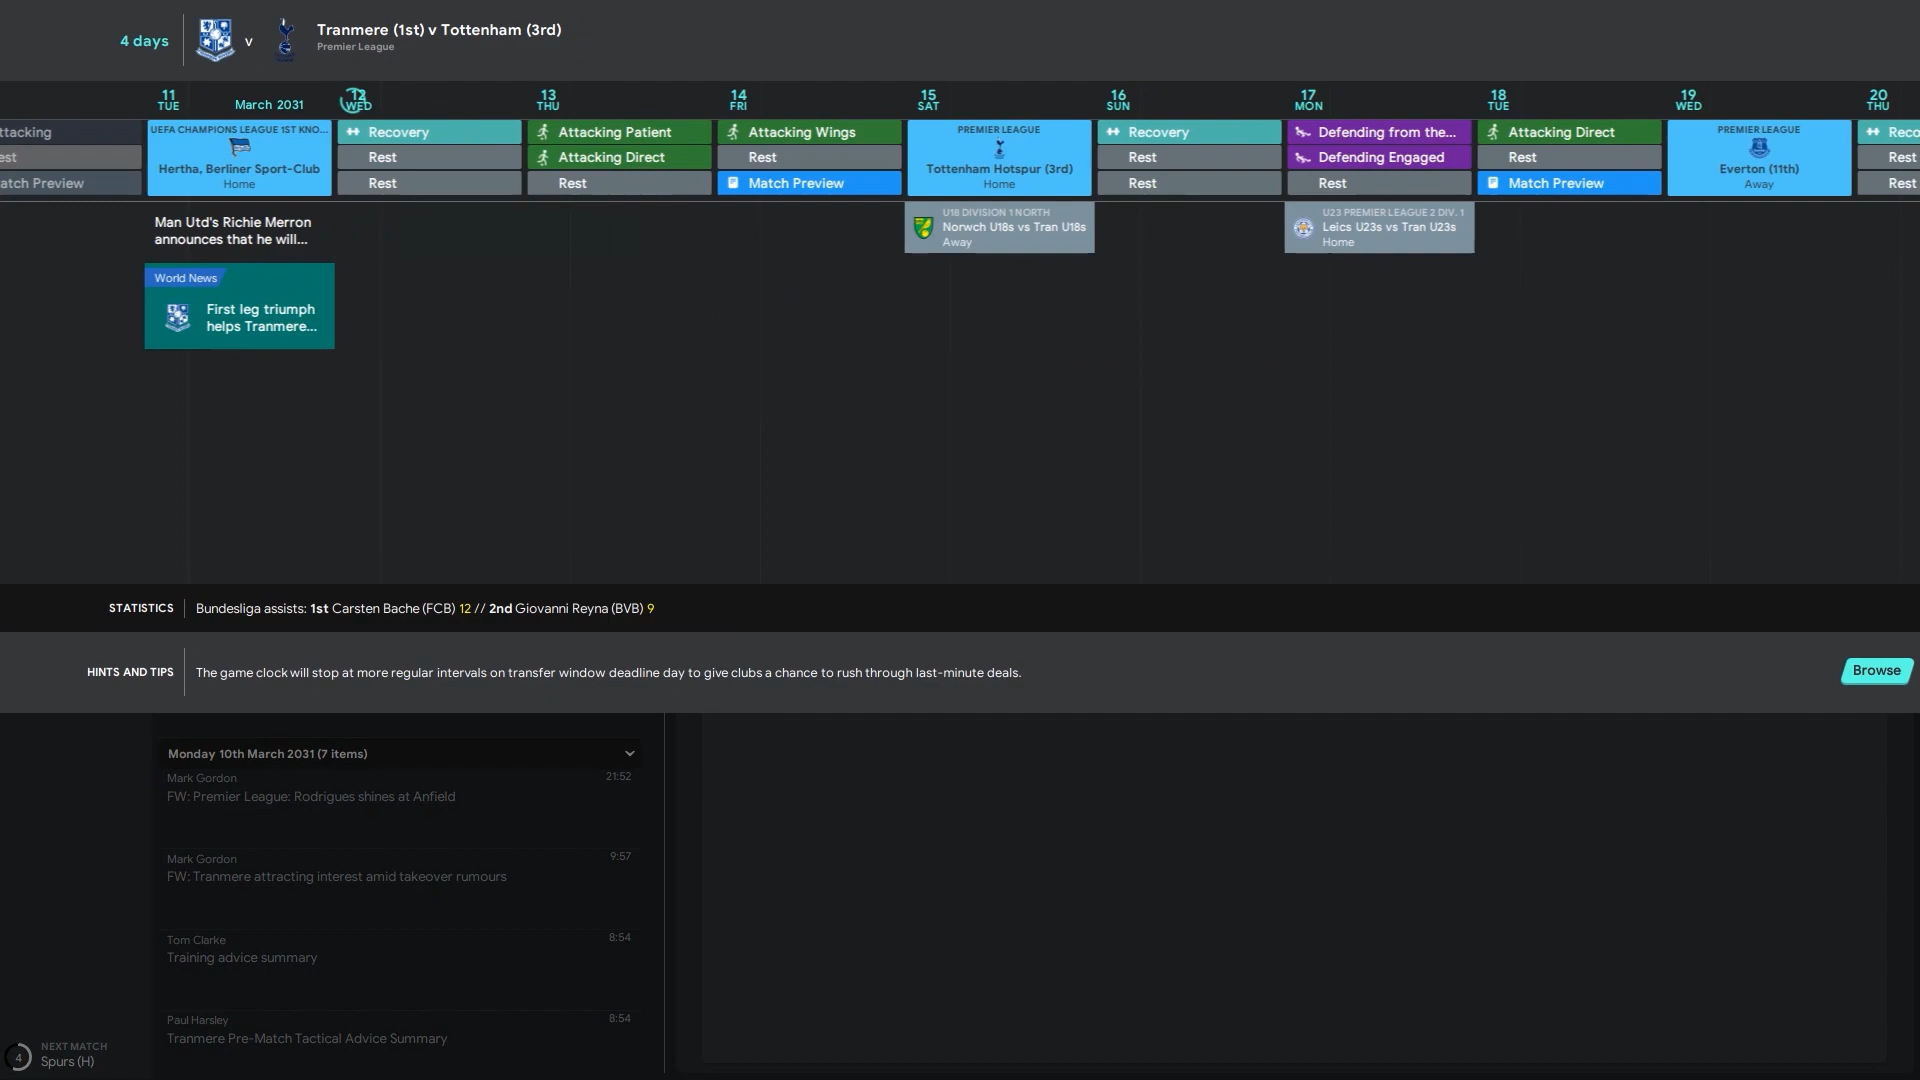 4 days
v
Tranmere (1st) v Tottenham (3rd)
Premier League
11
TUE
March 2031
12
WED
13
THU
14
FRI
15
SAT
16
SUN
17
MON
18
TUE
19
WED
20
THU
ttacking
est
atch Preview
UEFA CHAMPIONS LEAGUE 1ST KNO...
Hertha, Berliner Sport-Club
Home
Recovery
Rest
Rest
Attacking Patient
Attacking Direct
Rest
Attacking Wings
Rest
Match Preview
PREMIER LEAGUE
Tottenham Hotspur (3rd)
Home
Recovery
Rest
Rest
Defending from the...
Defending Engaged
Rest
Attacking Direct
Rest
Match Preview
PREMIER LEAGUE
Everton (11th)
Away
Reco
Rest
Rest
Man Utd's Richie Merron
announces that he will...
World News
First leg triumph
helps Tranmere...
U18 DIVISION 1 NORTH
Norwch U18s vs Tran U18s
Away
U23 PREMIER LEAGUE 2 DIV. 1
Leics U23s vs Tran U23s
Home
STATISTICS
Bundesliga assists: 1st Carsten Bache (FCB) 12 // 2nd Giovanni Reyna (BVB) 9
HINTS AND TIPS
The game clock will stop at more regular intervals on transfer window deadline day to give clubs a chance to rush through last-minute deals.
Browse
Monday 10th March 2031 (7 items)
Mark Gordon
21:52
FW: Premier League: Rodrigues shines at Anfield
Mark Gordon
9:57
FW: Tranmere attracting interest amid takeover rumours
Tom Clarke
8:54
Training advice summary
Paul Harsley
8:54
Tranmere Pre-Match Tactical Advice Summary
4
NEXT MATCH
Spurs (H)